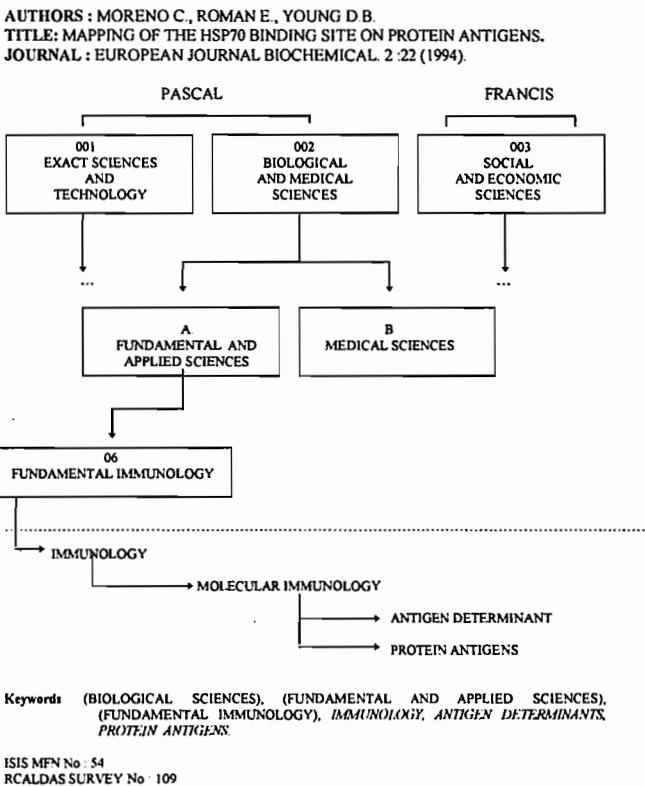 AUTHORS : MORENO C., ROMAN E., YOUNG D.B.
TITLE: MAPPING OF THE HSP70 BINDING SITE ON PROTEIN ANTIGENS.
JOURNAL : EUROPEAN JOURNAL BIOCHEMICAL. 2 :22 (1994).
PASCAL
FRANCIS
001
EXACT SCIENCES
AND
TECHNOLOGY
002
BIOLOGICAL
AND MEDICAL
SCIENCES
003
SOCIAL
AND ECONOMIC
SCIENCES
...
...
A.
FUNDAMENTAL AND
APPLIED SCIENCES
B
MEDICAL SCIENCES
06
FUNDAMENTAL IMMUNOLOGY
IMMUNOLOGY
MOLECULAR IMMUNOLOGY
ANTIGEN DETERMINANT
PROTEIN ANTIGENS
Keywords (BIOLOGICAL SCIENCES), (FUNDAMENTAL AND APPLIED SCIENCES),
(FUNDAMENTAL IMMUNOLOGY), IMMUNOLOGY, ANTIGEN DETERMINANTS,
PROTEIN ANTIGENS.
ISIS MFN No : 54
RCALDAS SURVEY No : 109